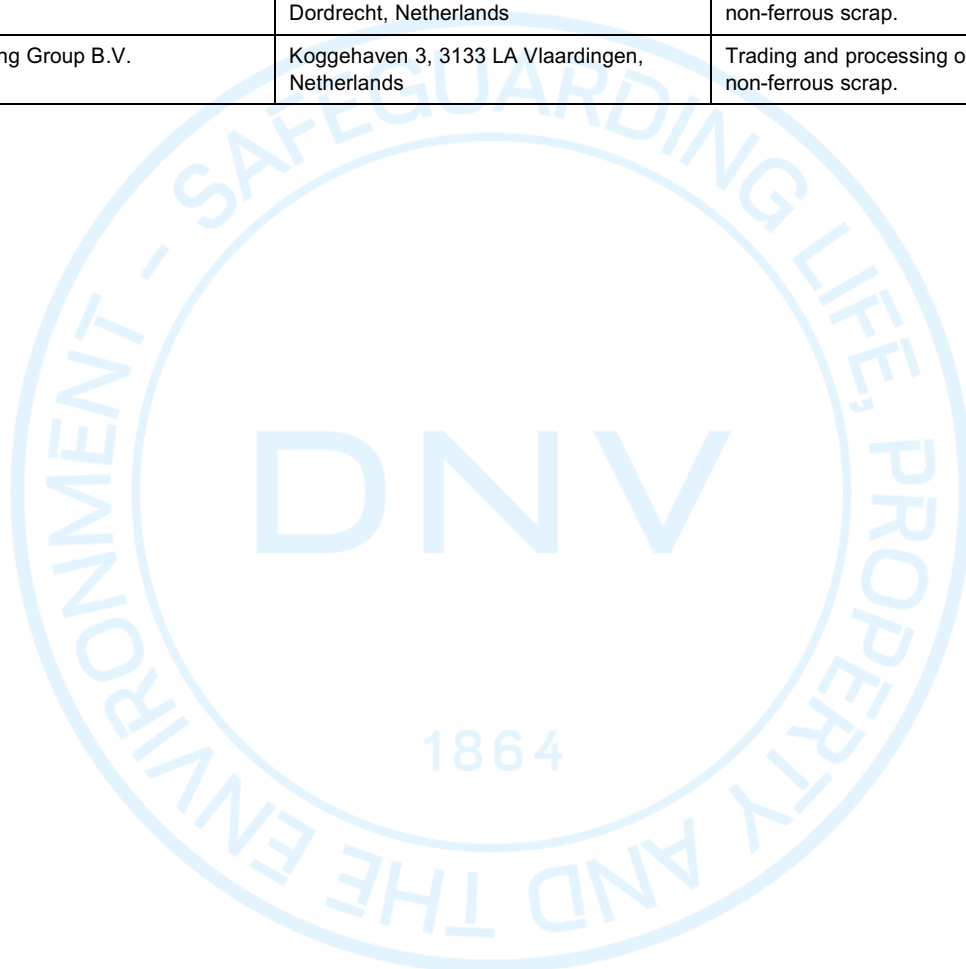 Dordrecht, Netherlands
non-ferrous scrap.
ng Group B.V.
Koggehaven 3, 3133 LA Vlaardingen,
Netherlands
Trading and processing o
non-ferrous scrap.
SAFEGUARDING LIFE, PROPERTY AND THE ENVIRONMENT -
DNV
1864